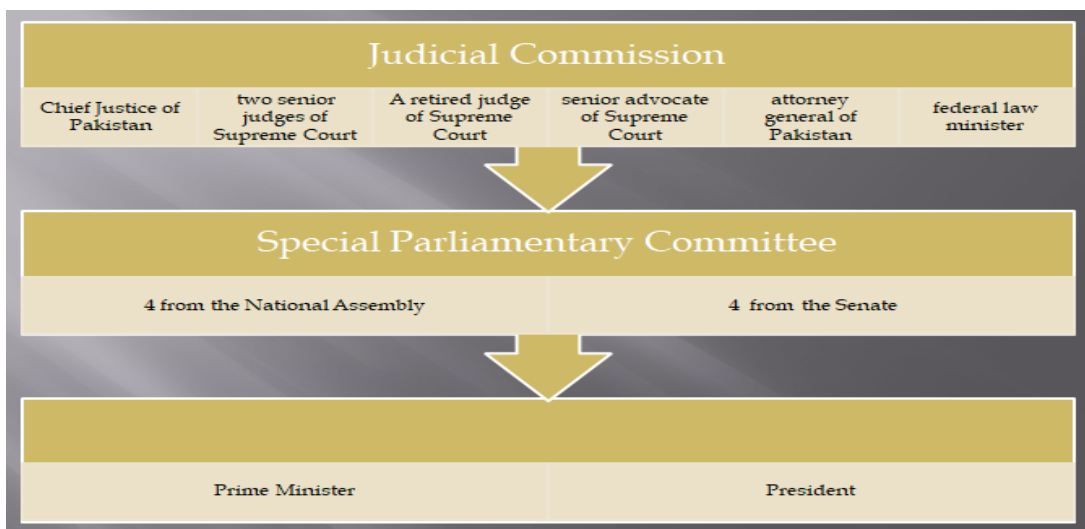 Judicial Commission
Chief Justice of
Pakistan
two senior
judges of
Supreme Court
A retired judge
of Supreme
Court
senior advocate
of Supreme
Court
attorney
general of
Pakistan
federal law
minister
Special Parliamentary Committee
4 from the National Assembly
4 from the Senate
Prime Minister
President